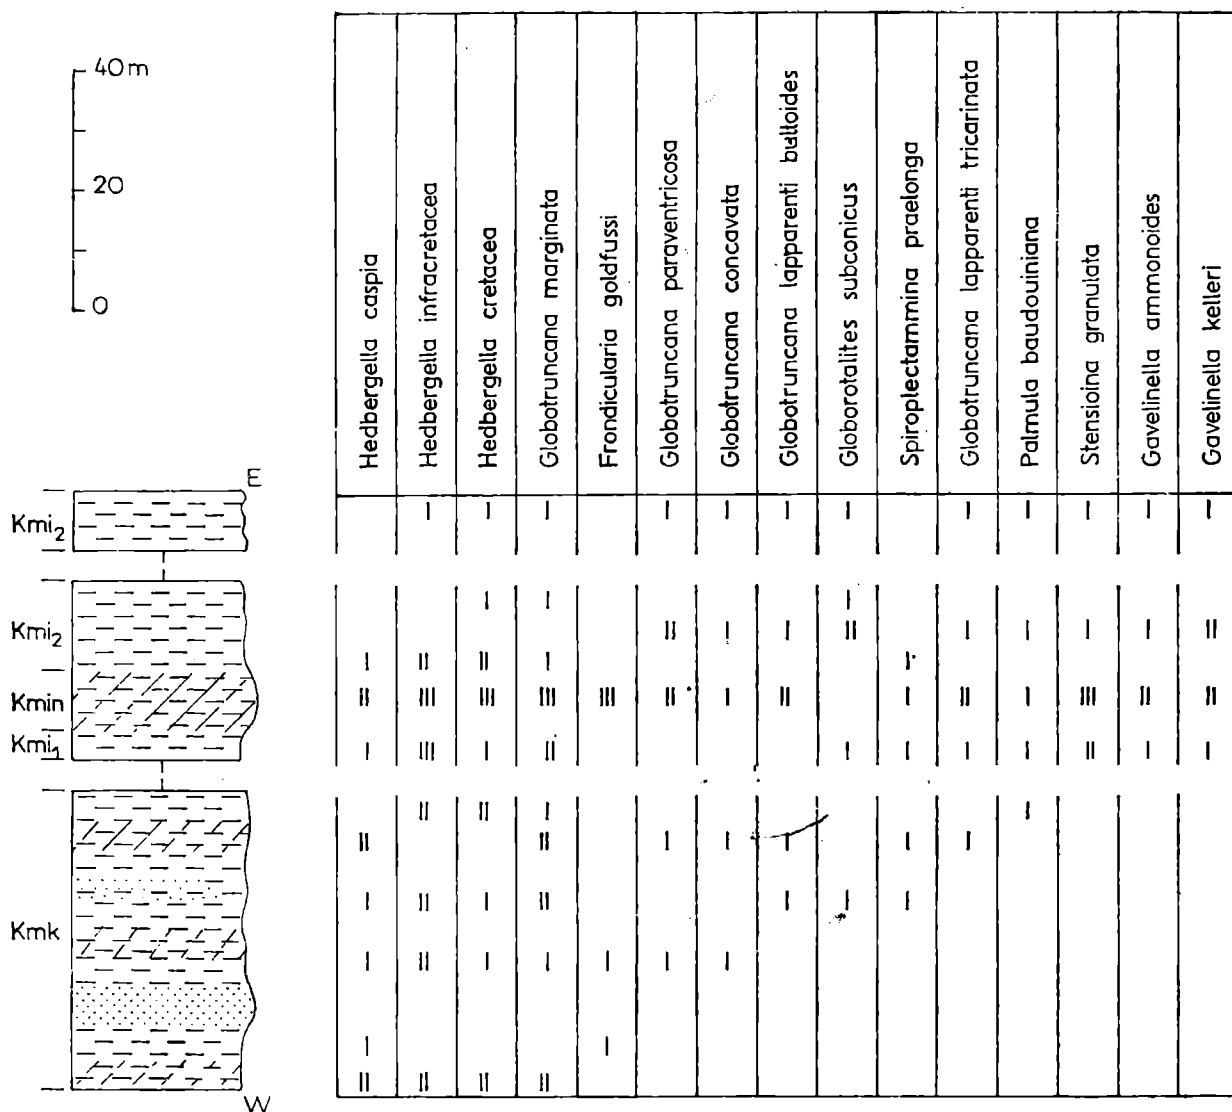 40m
20
0
Hedbergella caspia
Hedbergella infracretacea
Hedbergella cretacea
Globotruncana marginata
Frondicularia goldfussi
Globotruncana paraventricosa
Globotruncana concavata
Globotruncana lapparenti bulloides
Globorotalites subconicus
Spiroplectammina praelonga
Globotruncana lapparenti tricarinata
Palmula baudouiniana
Stensioina granulata
Gavelinella ammonoides
Gavelinella kelleri
E
Kmi2
Kmi2
Kmin
Kmi1
Kmk
W